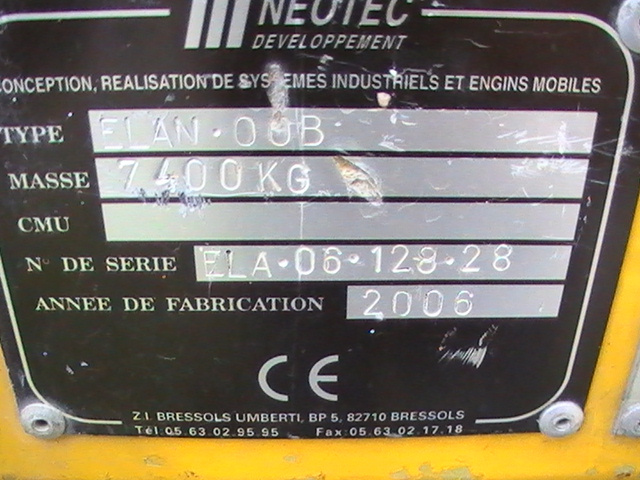 NEOTEC
DEVELOPPEMENT
CONCEPTION, REALISATION DE SYSTEMES INDUSTRIELS ET ENGINS MOBILES
TYPE ELAN·00B
MASSE 7400KG
CMU
N° DE SERIE ELA·06·128·28
ANNEE DE FABRICATION 2006
CE
Z.I. BRESSOLS UMBERTI, BP 5, 82710 BRESSOLS
Tél:05.63.02.95.95 Fax:05.63.02.17.18